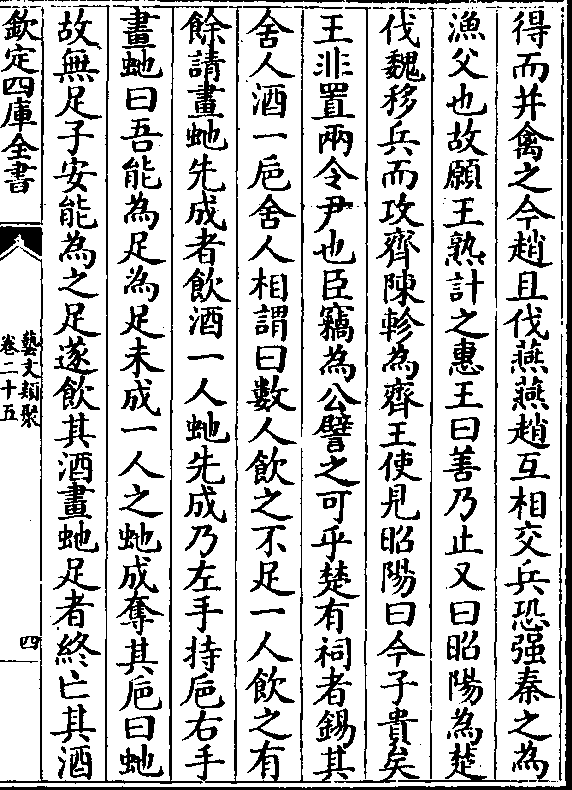 得而并禽之今趙且伐燕燕趙互相交兵恐强秦之為
漁父也故願王熟計之惠王曰善乃止又曰昭陽為楚
伐魏移兵而攻齊陳軫為齊王使見昭陽曰今子貴矣
王非置兩令尹也臣竊為公譬之可乎楚有祠者錫其
舍人酒一巵舍人相謂曰數人飲之不足一人飲之有
餘請畫虵先成者飲酒一人虵先成乃左手持巵右手
畫虵曰吾能為足為足未成一人之虵成奪其巵曰虵
故無足子安能為之足遂飲其酒畫虵足者終亡其酒
欽定四庫全書
藝文類聚
卷二十五
四